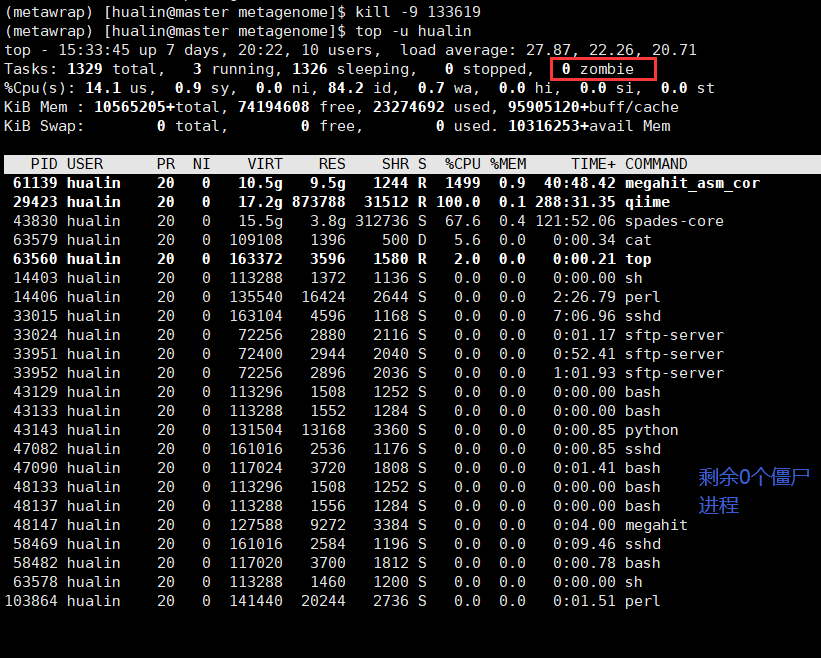 (metawrap) [hualin@master metagenome]$ kill -9 133619
(metawrap) [hualin@master metagenome]$ top -u hualin
top - 15:33:45 up 7 days, 20:22, 10 users,  load average: 27.87, 22.26, 20.71
Tasks: 1329 total,   3 running, 1326 sleeping,   0 stopped,   0 zombie
%Cpu(s): 14.1 us,  0.9 sy,  0.0 ni, 84.2 id,  0.7 wa,  0.0 hi,  0.0 si,  0.0 st
KiB Mem : 10565205+total, 74194608 free, 23274692 used, 95905120+buff/cache
KiB Swap:        0 total,        0 free,        0 used. 10316253+avail Mem
PID USER      PR  NI    VIRT    RES    SHR S  %CPU %MEM     TIME+ COMMAND
61139 hualin    20   0   10.5g   9.5g   1244 R  1499  0.9  40:48.42 megahit_asm_cor
29423 hualin    20   0   17.2g 873788  31512 R 100.0  0.1 288:31.35 qiime
43830 hualin    20   0   15.5g   3.8g 312736 S  67.6  0.4 121:52.06 spades-core
63579 hualin    20   0  109108   1396    500 D   5.6  0.0   0:00.34 cat
63560 hualin    20   0  163372   3596   1580 R   2.0  0.0   0:00.21 top
14403 hualin    20   0  113288   1372   1136 S   0.0  0.0   0:00.00 sh
14406 hualin    20   0  135540  16424   2644 S   0.0  0.0   2:26.79 perl
33015 hualin    20   0  163104   4596   1168 S   0.0  0.0   7:06.96 sshd
33024 hualin    20   0   72256   2880   2116 S   0.0  0.0   0:01.17 sftp-server
33951 hualin    20   0   72400   2944   2040 S   0.0  0.0   0:52.41 sftp-server
33952 hualin    20   0   72256   2896   2036 S   0.0  0.0   1:01.93 sftp-server
43129 hualin    20   0  113296   1508   1252 S   0.0  0.0   0:00.00 bash
43133 hualin    20   0  113288   1552   1284 S   0.0  0.0   0:00.00 bash
43143 hualin    20   0  131504  13168   3360 S   0.0  0.0   0:00.85 python
47082 hualin    20   0  161016   2536   1176 S   0.0  0.0   0:00.85 sshd
47090 hualin    20   0  117024   3720   1808 S   0.0  0.0   0:01.41 bash
48133 hualin    20   0  113296   1508   1252 S   0.0  0.0   0:00.00 bash
48137 hualin    20   0  113288   1556   1284 S   0.0  0.0   0:00.00 bash
48147 hualin    20   0  127588   9272   3384 S   0.0  0.0   0:04.00 megahit
58469 hualin    20   0  161016   2584   1196 S   0.0  0.0   0:09.46 sshd
58482 hualin    20   0  117020   3700   1812 S   0.0  0.0   0:00.78 bash
63578 hualin    20   0  113288   1460   1200 S   0.0  0.0   0:00.00 sh
103864 hualin    20   0  141440  20244   2736 S   0.0  0.0   0:01.51 perl
剩余0个僵尸
进程